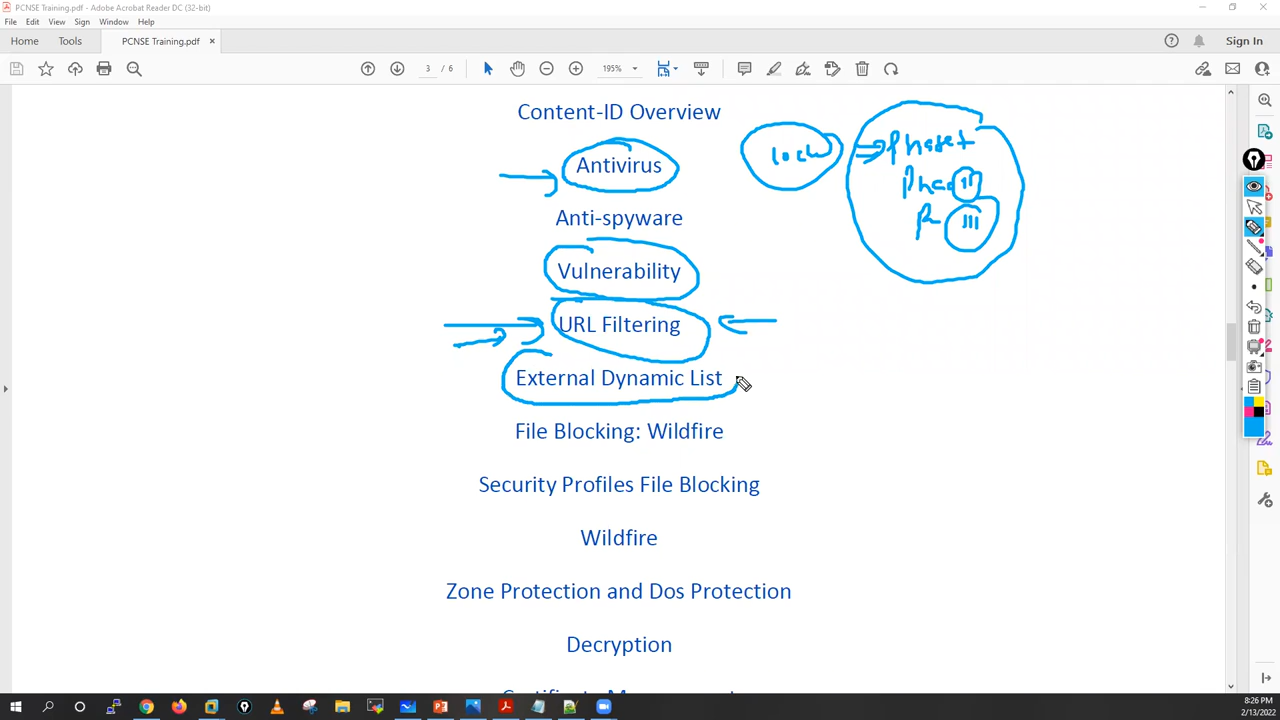 PCNSE Training.pdf - Adobe Acrobat Reader DC (32-bit)
File Edit View Sign Window Help
Home Tools PCNSE Training.pdf × Sign In
3 / 6 195%
Content-ID Overview
Antivirus
Anti-spyware
Vulnerability
URL Filtering
External Dynamic List
File Blocking: Wildfire
Security Profiles File Blocking
Wildfire
Zone Protection and Dos Protection
Decryption
lock
Phase I
III
8:26 PM
2/13/2022